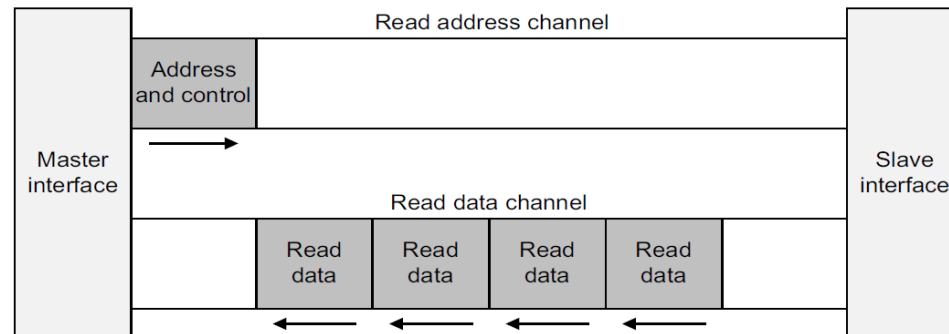 Read address channel
Address
and control
Master
interface
Slave
interface
Read data channel
Read
data
Read
data
Read
data
Read
data